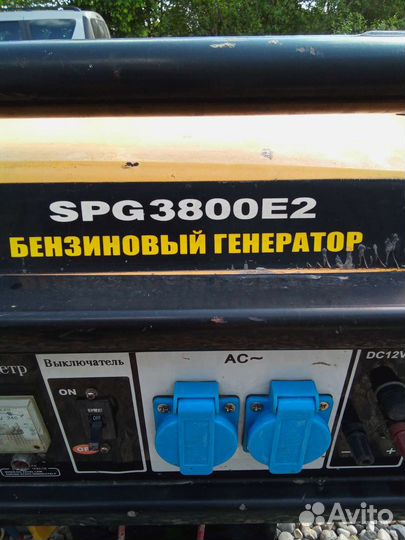 SPG3800E2
БЕНЗИНОВЫЙ ГЕНЕРАТОР
етр
Выключатель
AC~
DC12V
ON
OFF
Avito